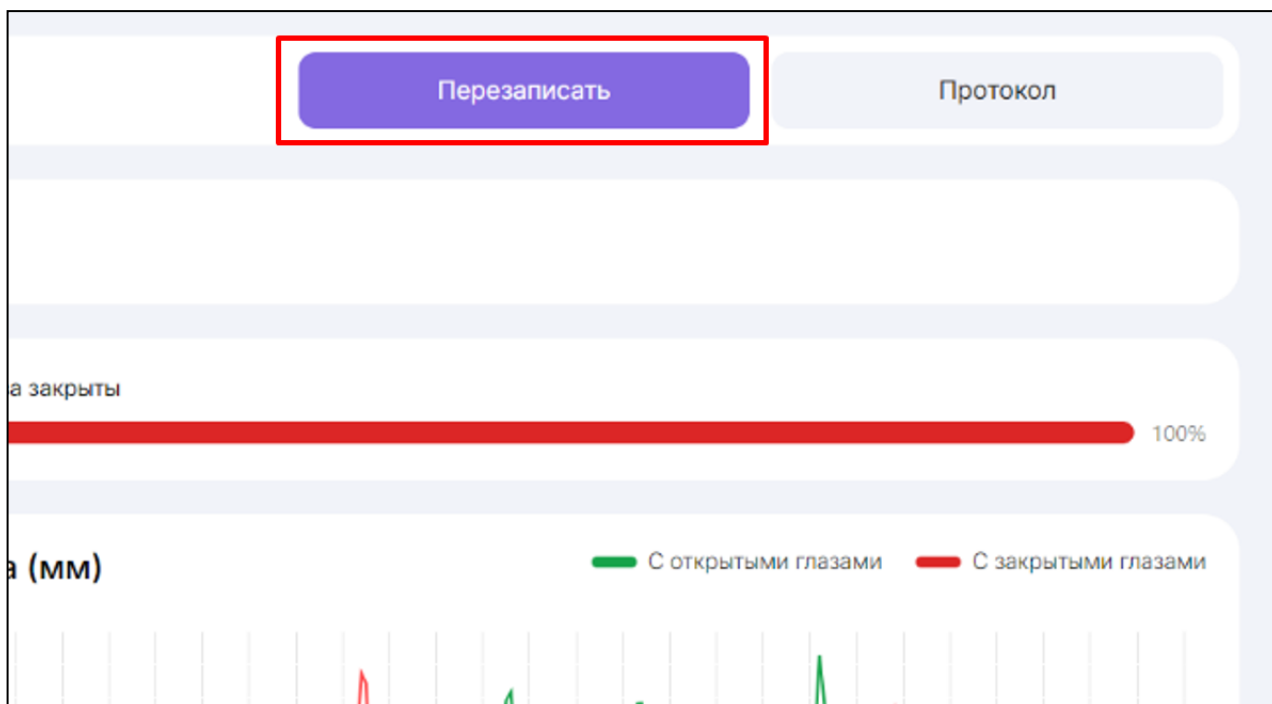 Перезаписать
Протокол
а закрыты
100%
а (мм)
С открытыми глазами
С закрытыми глазами